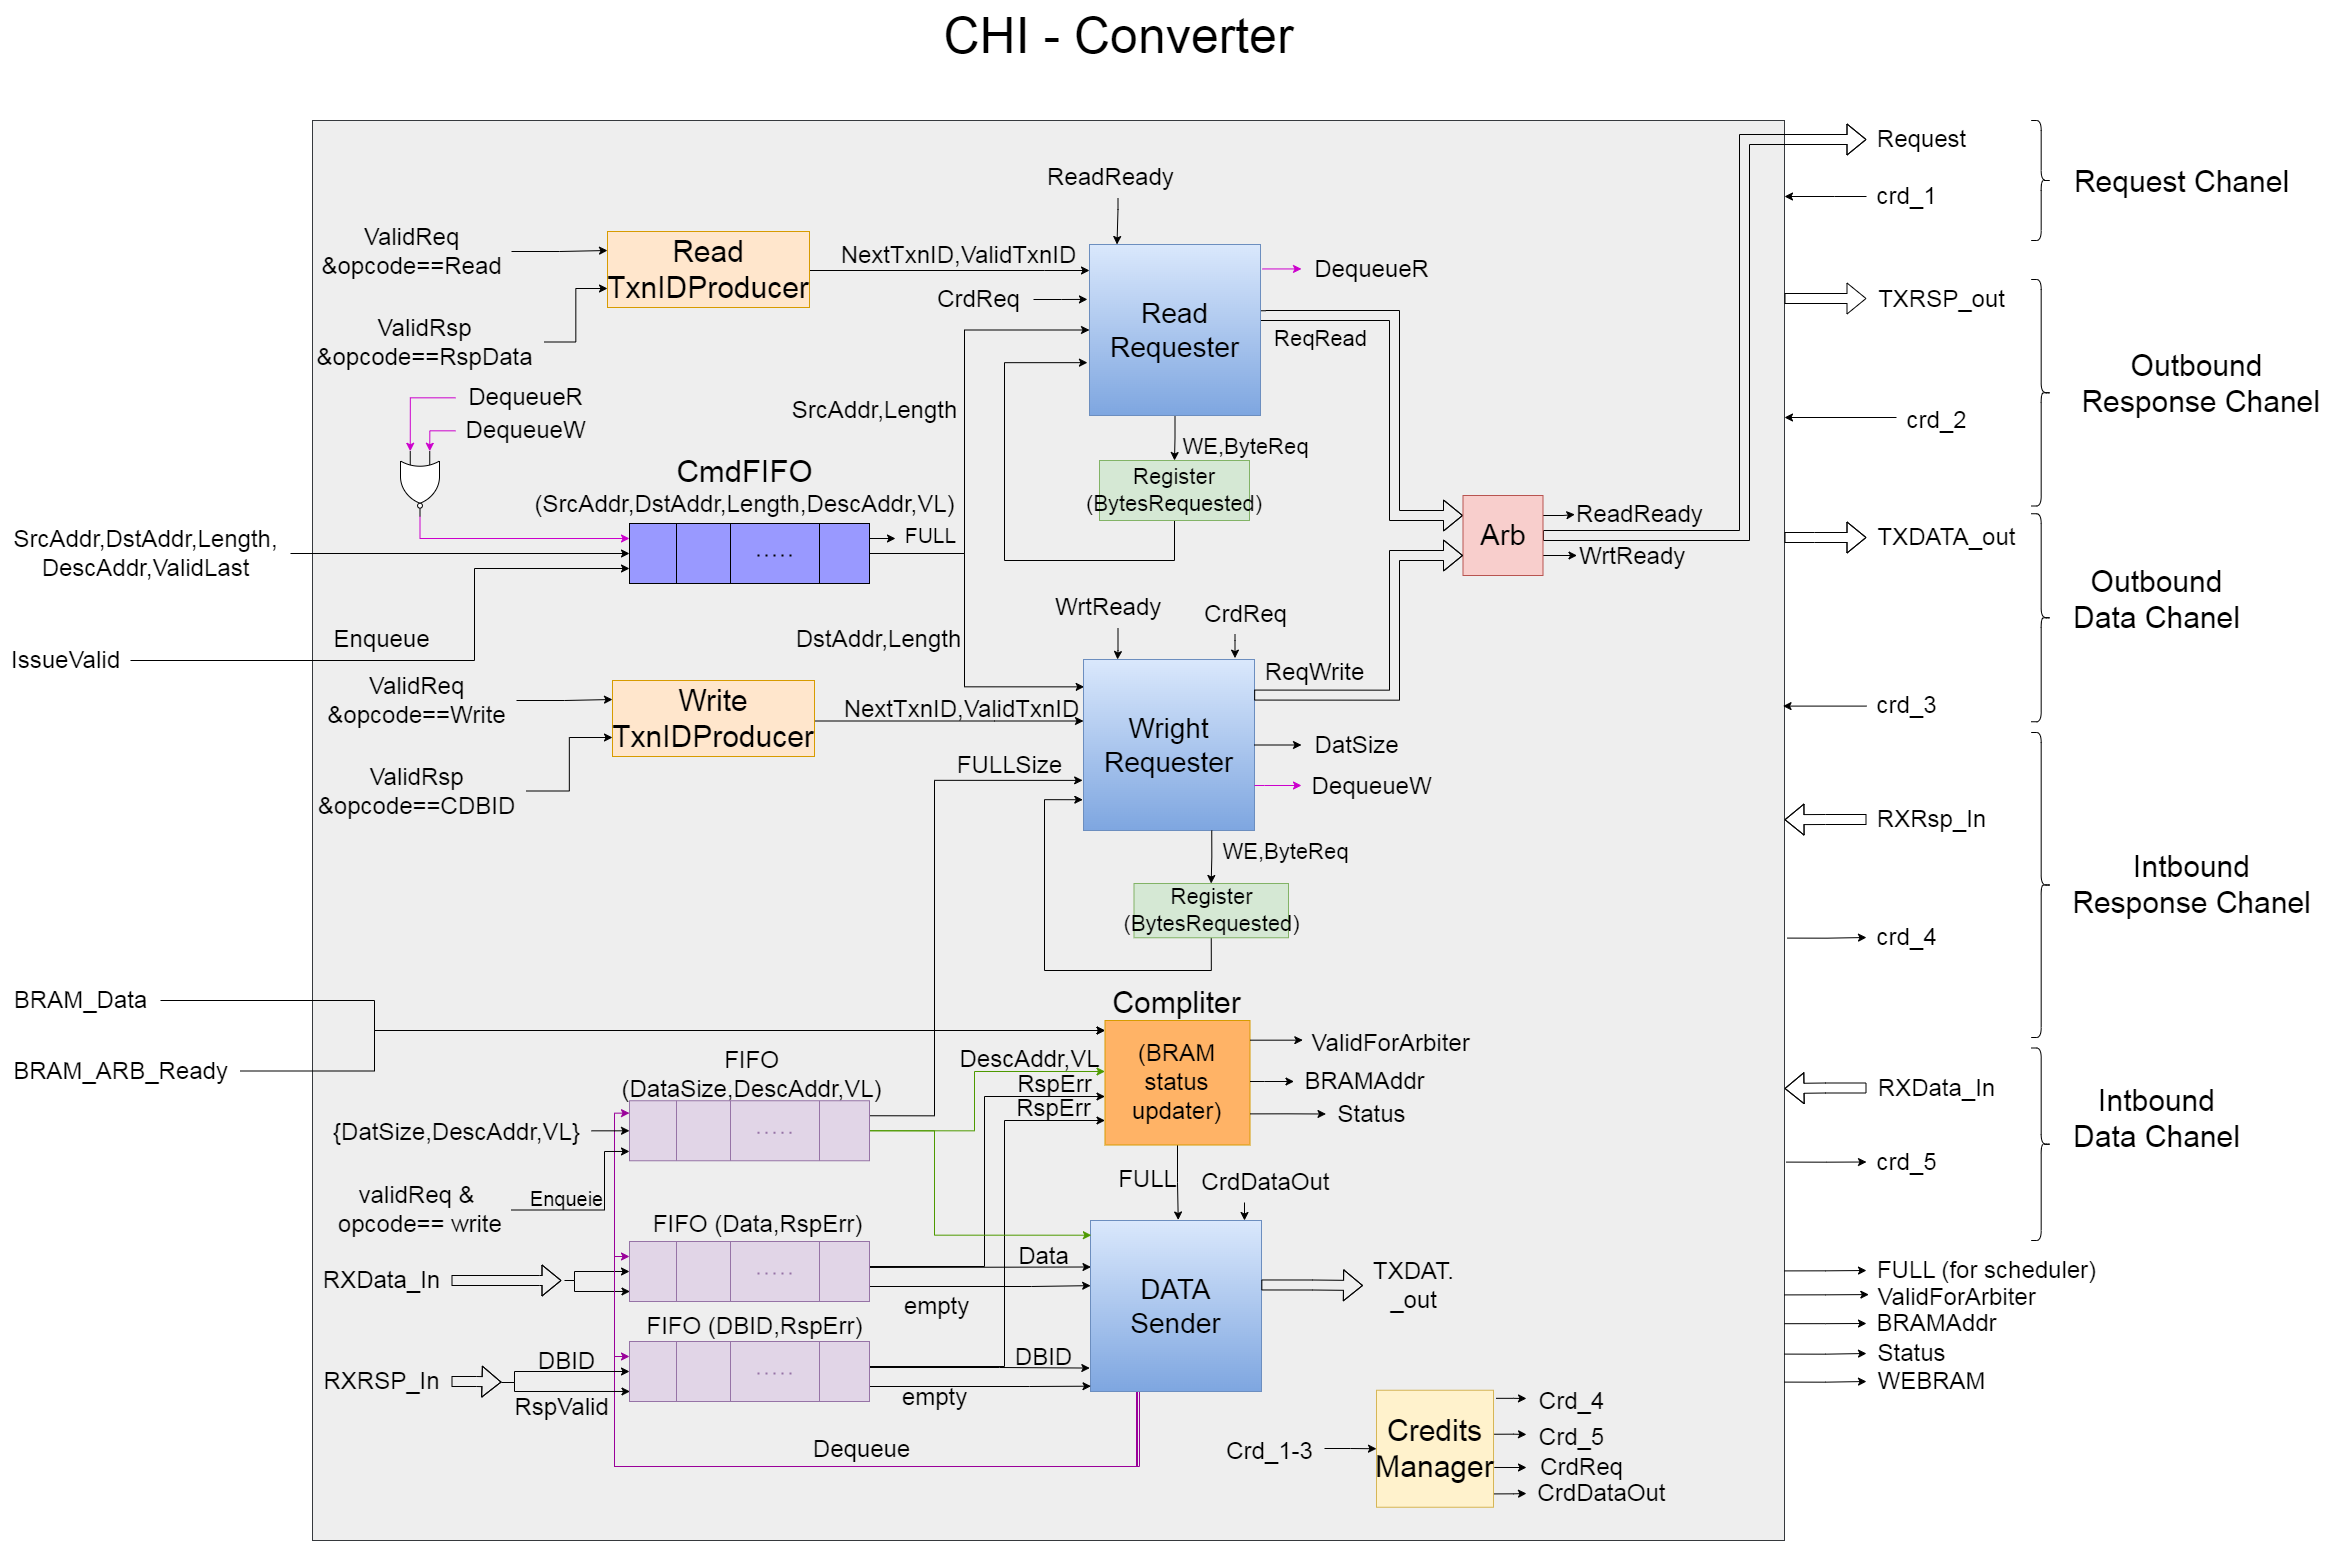 CHI - Converter
ReadReady
ValidReq
&opcode==Read
Read
TxnIDProducer
NextTxnID,ValidTxnID
ValidRsp
&opcode==RspData
CrdReq
Read
Requester
DequeueR
ReqRead
SrcAddr,Length
WE,ByteReq
Register
(BytesRequested)
DequeueR
DequeueW
CmdFIFO
(SrcAddr,DstAddr,Length,DescAddr,VL)
.....
FULL
SrcAddr,DstAddr,Length,
DescAddr,ValidLast
Enqueue
IssueValid
Arb
ReadReady
WrtReady
DstAddr,Length
WrtReady
CrdReq
ReqWrite
ValidReq
&opcode==Write
Write
TxnIDProducer
NextTxnID,ValidTxnID
ValidRsp
&opcode==CDBID
FULLSize
Wright
Requester
DatSize
DequeueW
WE,ByteReq
Register
(BytesRequested)
BRAM_Data
BRAM_ARB_Ready
Compliter
(BRAM
status
updater)
ValidForArbiter
BRAMAddr
Status
DescAddr,VL
RspErr
RspErr
FIFO
(DataSize,DescAddr,VL)
.....
{DatSize,DescAddr,VL}
validReq &
opcode== write
Enqueie
FULL
CrdDataOut
FIFO (Data,RspErr)
.....
RXData_In
Data
empty
DATA
Sender
TXDAT.
_out
FIFO (DBID,RspErr)
.....
RXRSP_In
DBID
RspValid
DBID
empty
Dequeue
Crd_1-3
Credits
Manager
Crd_4
Crd_5
CrdReq
CrdDataOut
Request
crd_1
Request Chanel
TXRSP_out
crd_2
Outbound
Response Chanel
TXDATA_out
crd_3
Outbound
Data Chanel
RXRsp_In
crd_4
Intbound
Response Chanel
RXData_In
crd_5
Intbound
Data Chanel
FULL (for scheduler)
ValidForArbiter
BRAMAddr
Status
WEBRAM